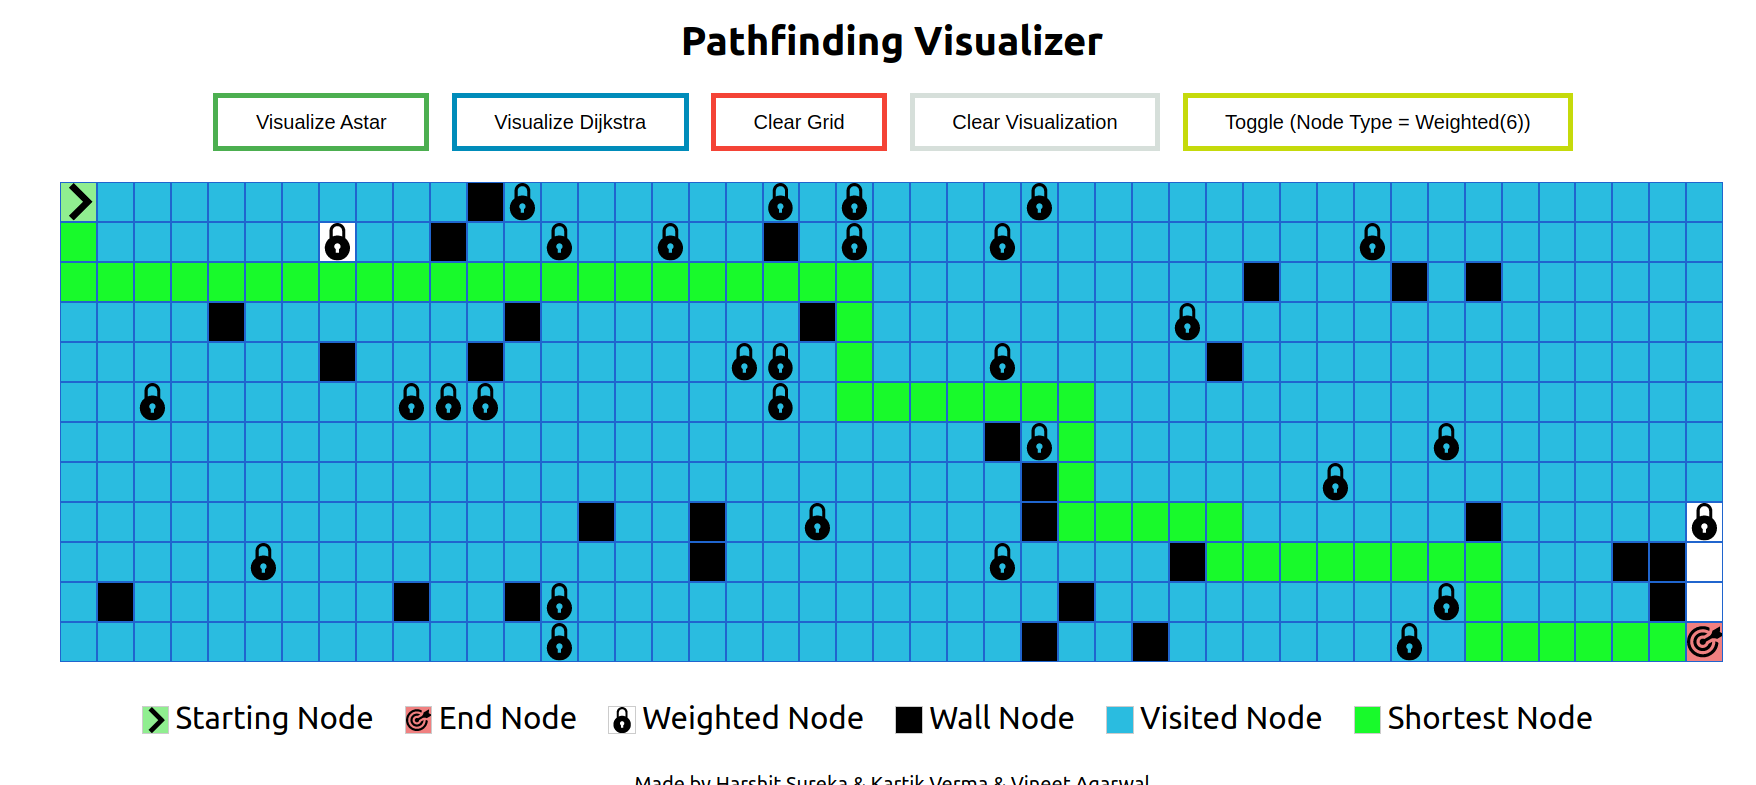 Pathfinding Visualizer
Visualize Astar Visualize Dijkstra Clear Grid Clear Visualization Toggle (Node Type = Weighted(6))
Starting Node End Node Weighted Node Wall Node Visited Node Shortest Node
Made by Harshit Sureka & Kartik Verma & Vineet Agarwal